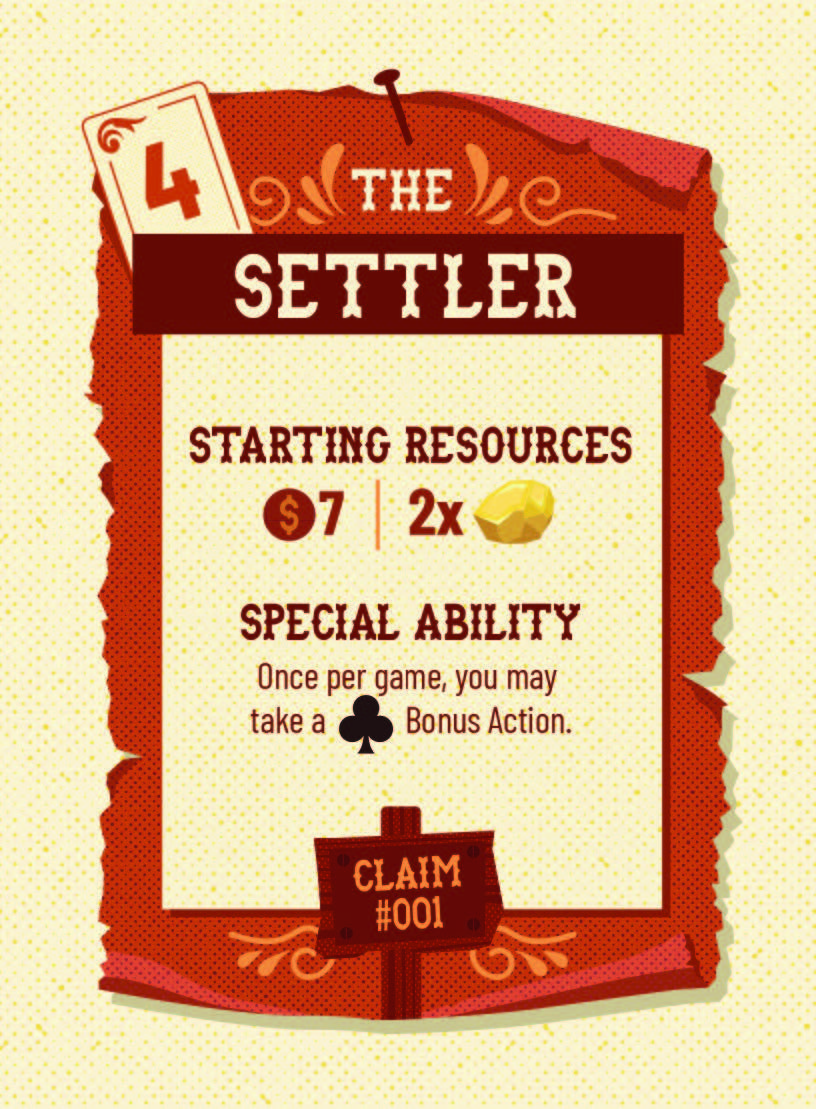 4
THE
SETTLER
STARTING RESOURCES
$7 | 2x
SPECIAL ABILITY
Once per game, you may
take a ♣ Bonus Action.
CLAIM
#001